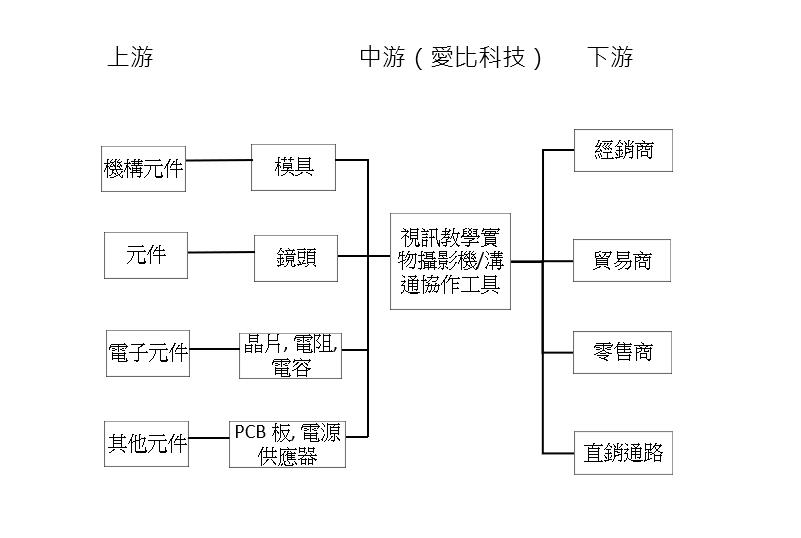 上游
中游(愛比科技)
下游
機構元件
模具
元件
鏡頭
電子元件
晶片,電阻,
電容
其他元件
PCB 板,電源
供應器
視訊教學實
物攝影機/溝
通協作工具
經銷商
貿易商
零售商
直銷通路